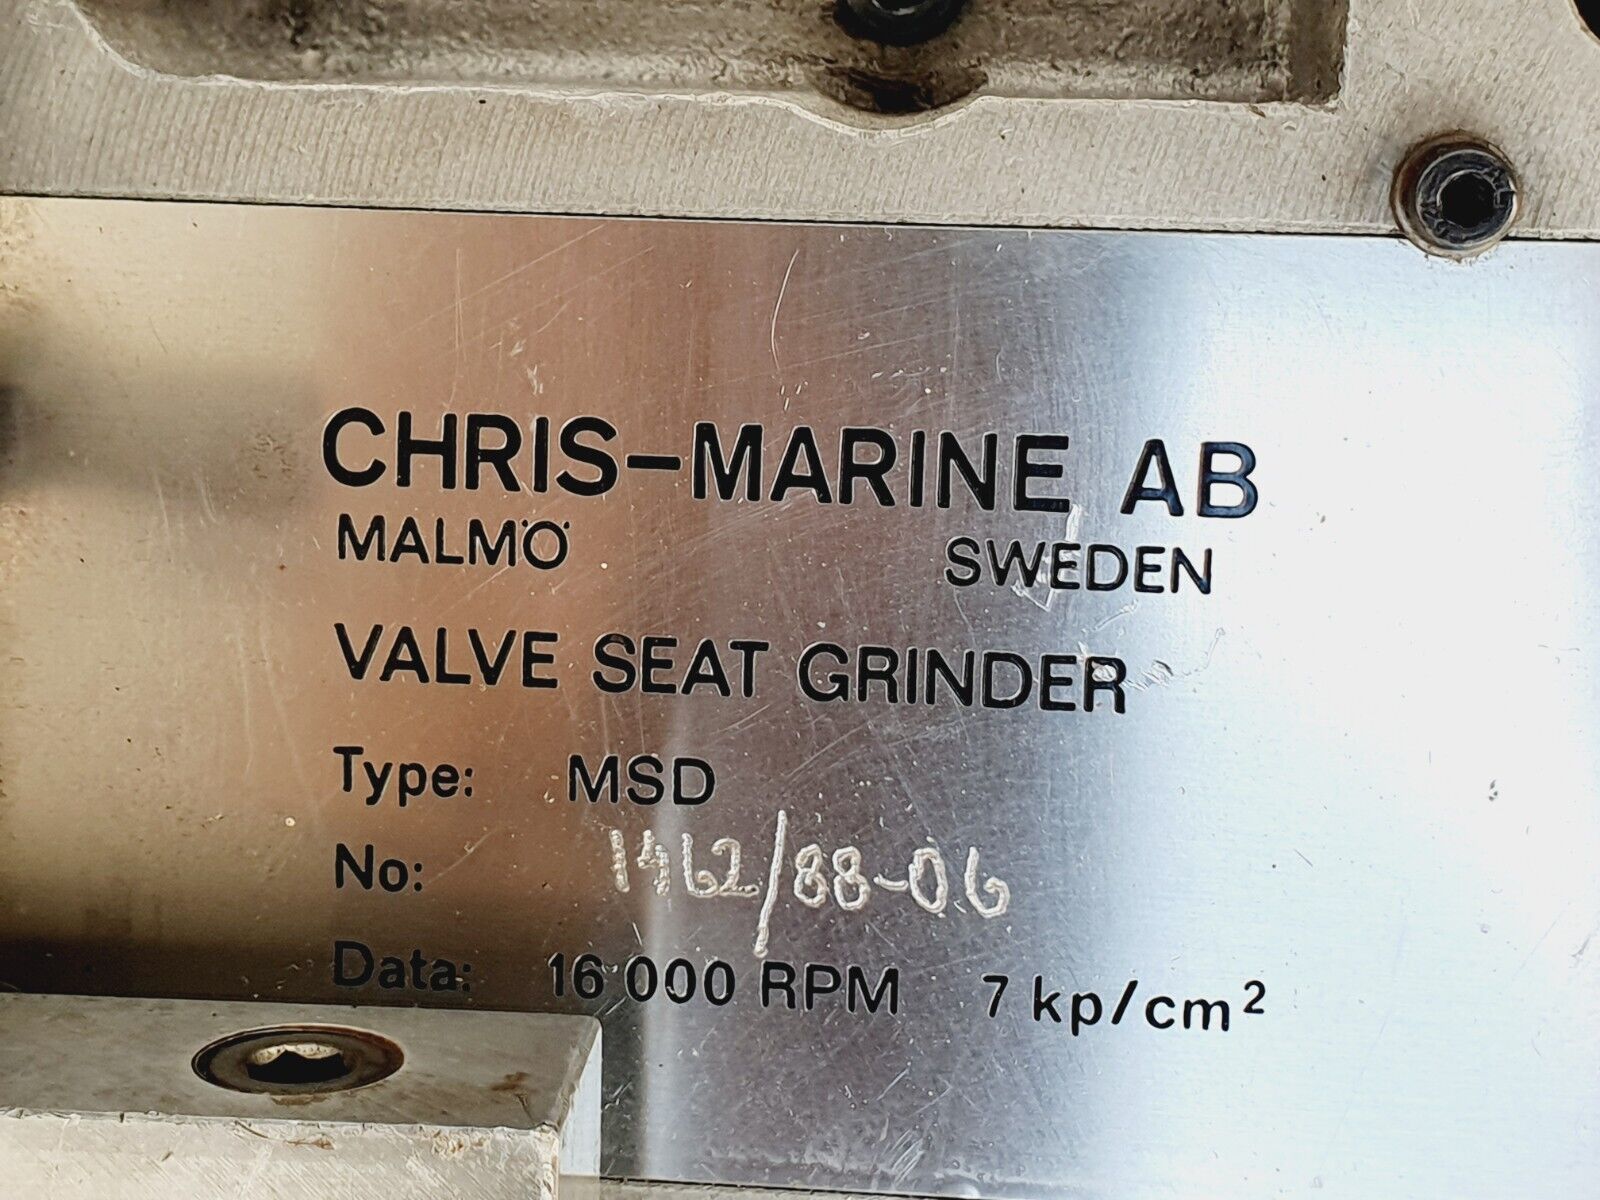 CHRIS-MARINE AB
MALMÖ SWEDEN
VALVE SEAT GRINDER
Type: MSD
No: 1462/88-06
Data: 16 000 RPM 7 kp/cm²